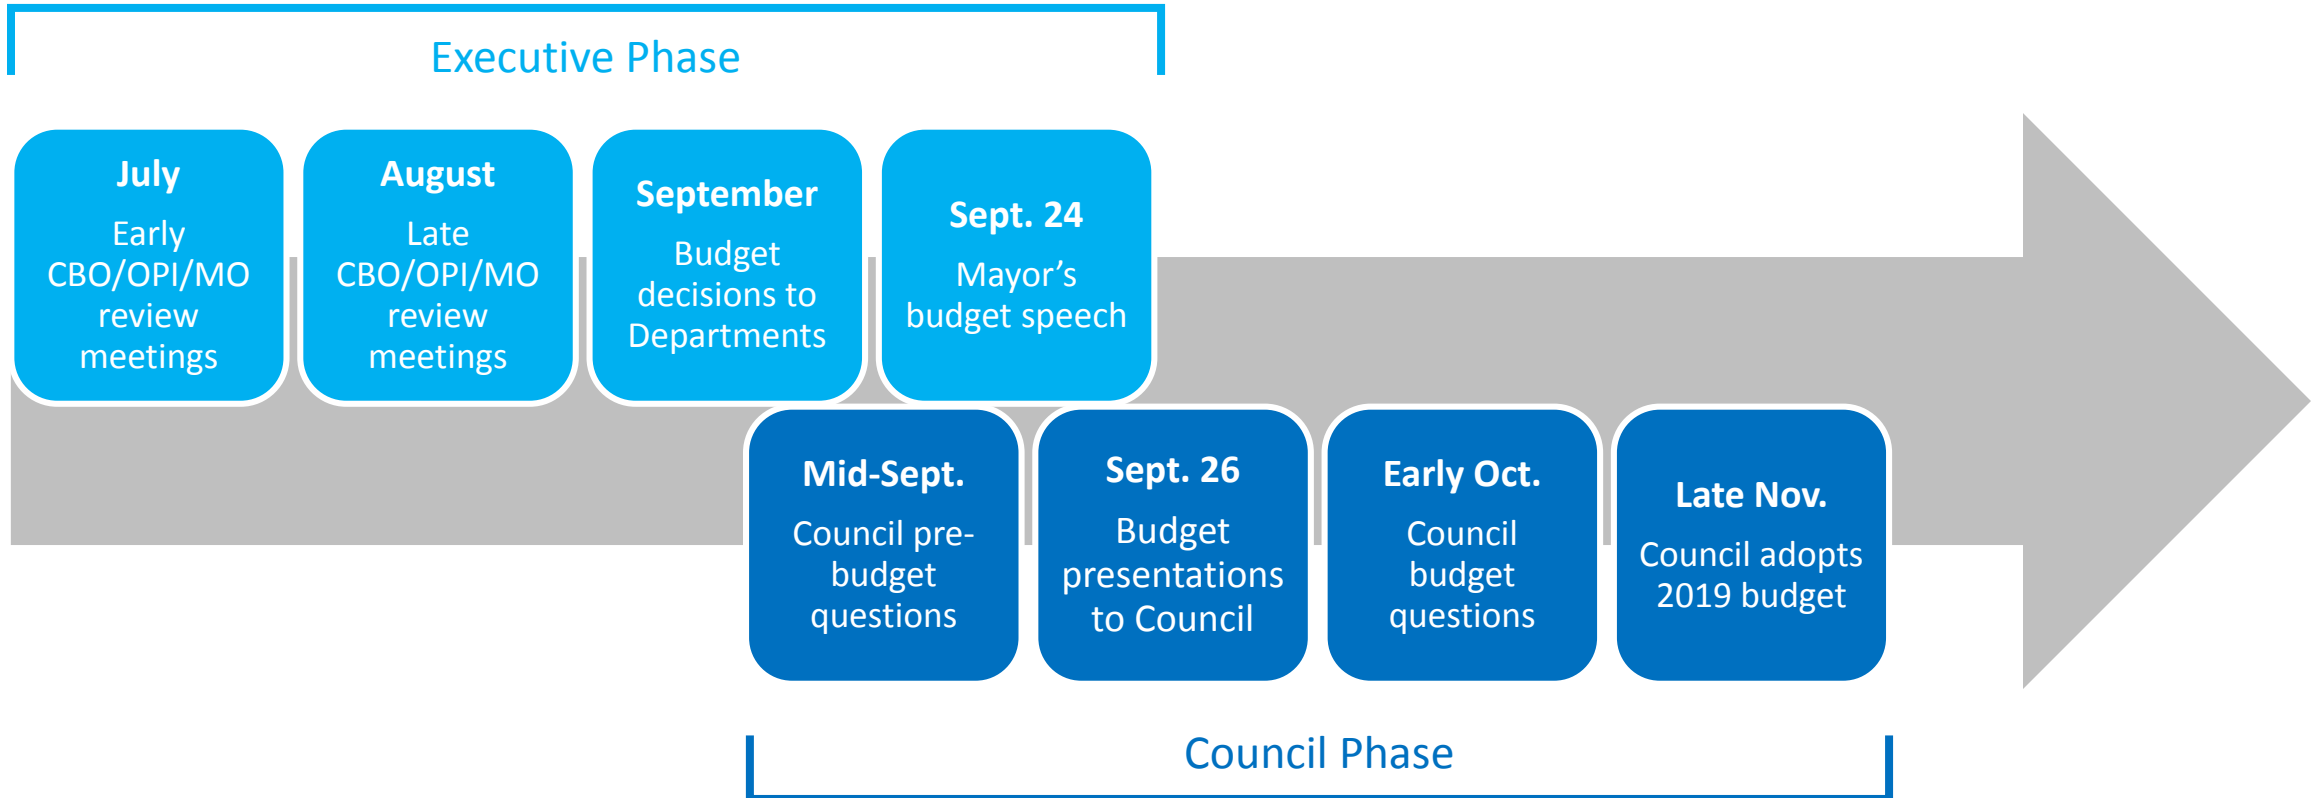 Executive Phase
July
Early
CBO/OPI/MO
review
meetings
August
Late
CBO/OPI/MO
review
meetings
September
Budget
decisions to
Departments
Sept. 24
Mayor’s
budget speech
Mid-Sept.
Council pre-
budget
questions
Sept. 26
Budget
presentations
to Council
Early Oct.
Council
budget
questions
Late Nov.
Council adopts
2019 budget
Council Phase